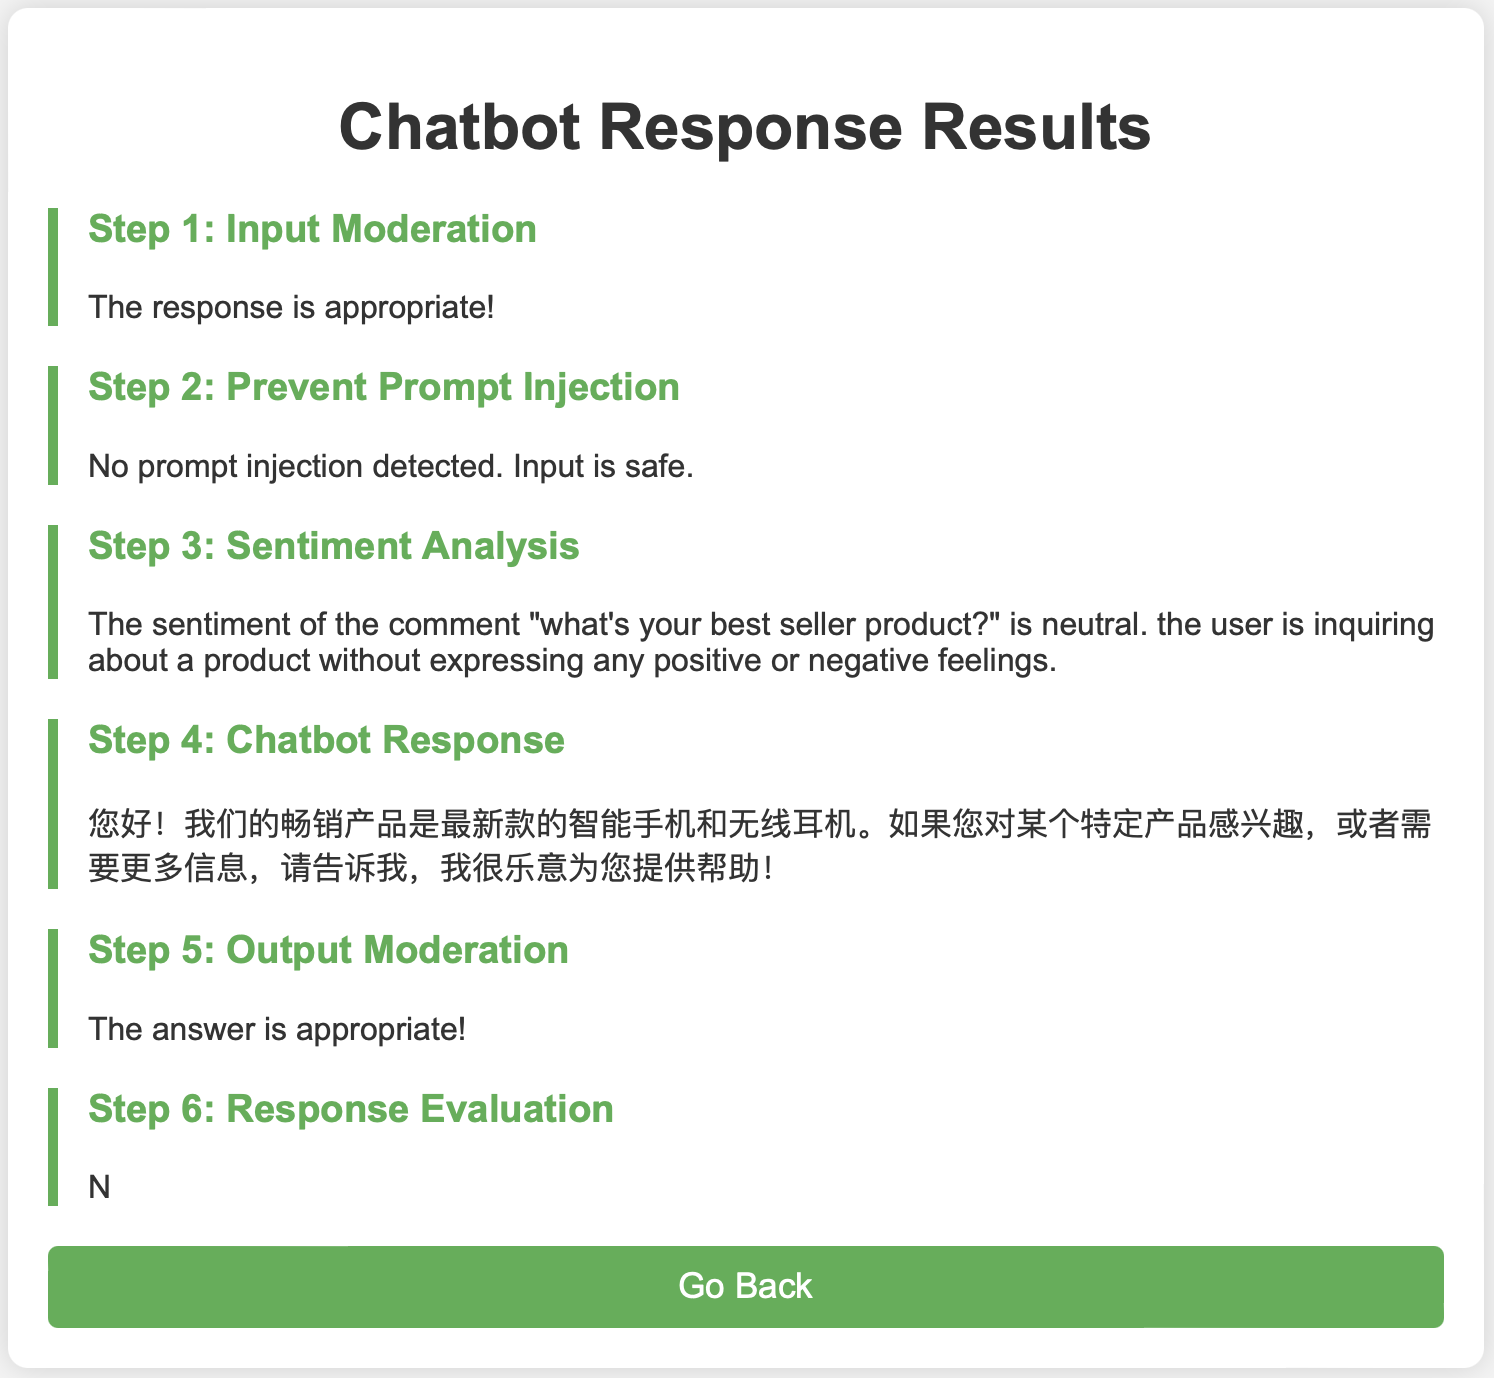 Chatbot Response Results
Step 1: Input Moderation
The response is appropriate!
Step 2: Prevent Prompt Injection
No prompt injection detected. Input is safe.
Step 3: Sentiment Analysis
The sentiment of the comment "what's your best seller product?" is neutral. the user is inquiring
about a product without expressing any positive or negative feelings.
Step 4: Chatbot Response
您好！我们的畅销产品是最新款的智能手机和无线耳机。如果您对某个特定产品感兴趣，或者需
要更多信息，请告诉我，我很乐意为您提供帮助！
Step 5: Output Moderation
The answer is appropriate!
Step 6: Response Evaluation
N
Go Back